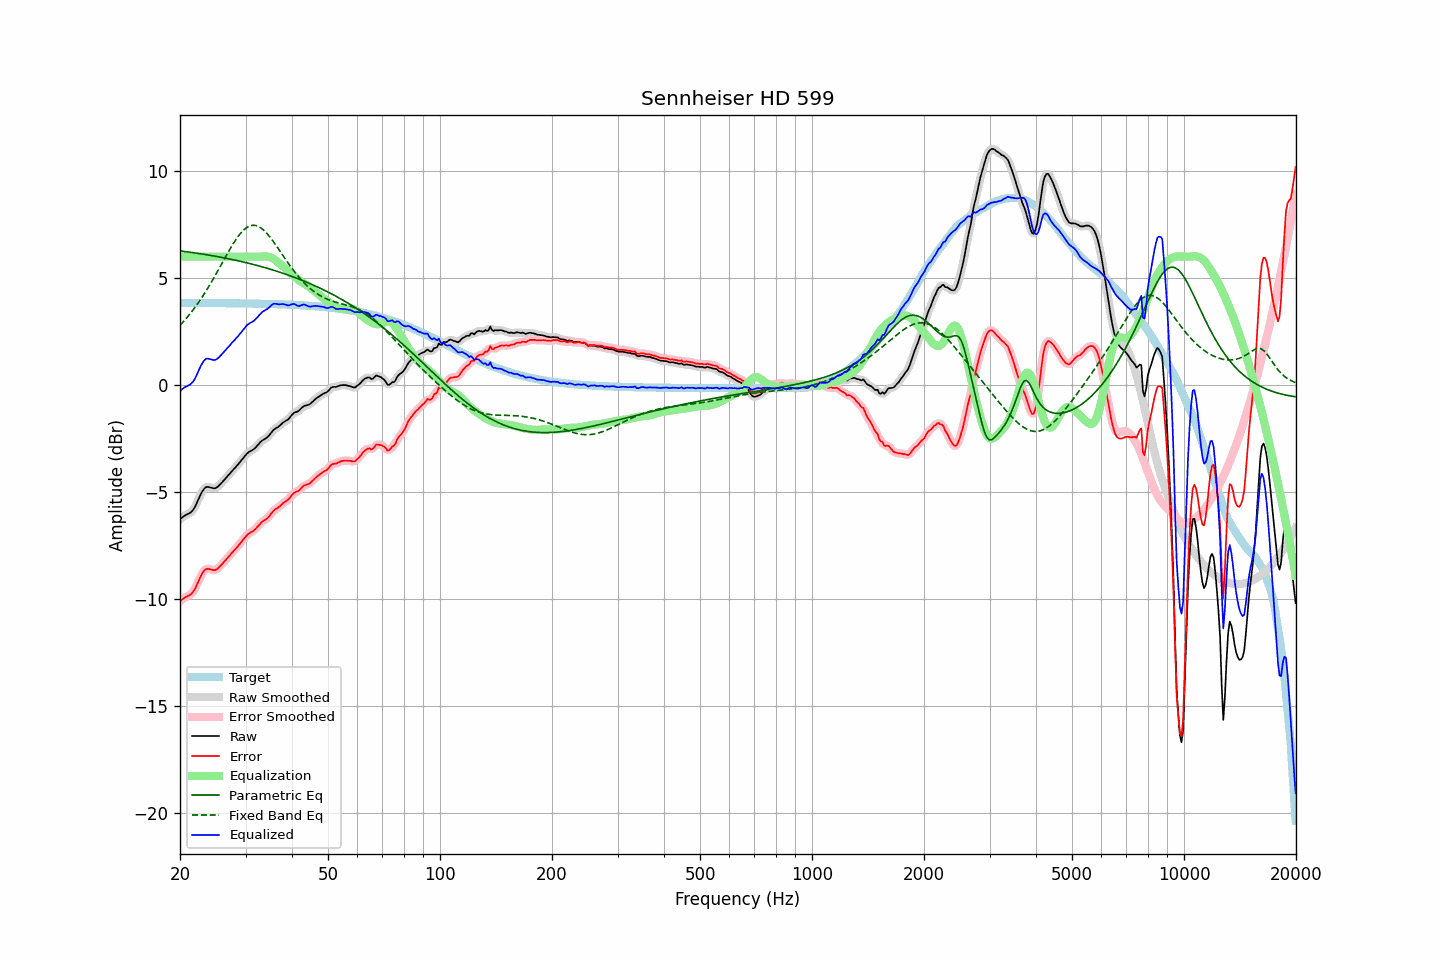 Sennheiser HD 599
Amplitude (dBr)
10
5
0
−5
−10
−15
−20
Target
Raw Smoothed
Error Smoothed
Raw
Error
Equalization
Parametric Eq
Fixed Band Eq
Equalized
20
50
100
200
500
1000
2000
5000
10000
20000
Frequency (Hz)